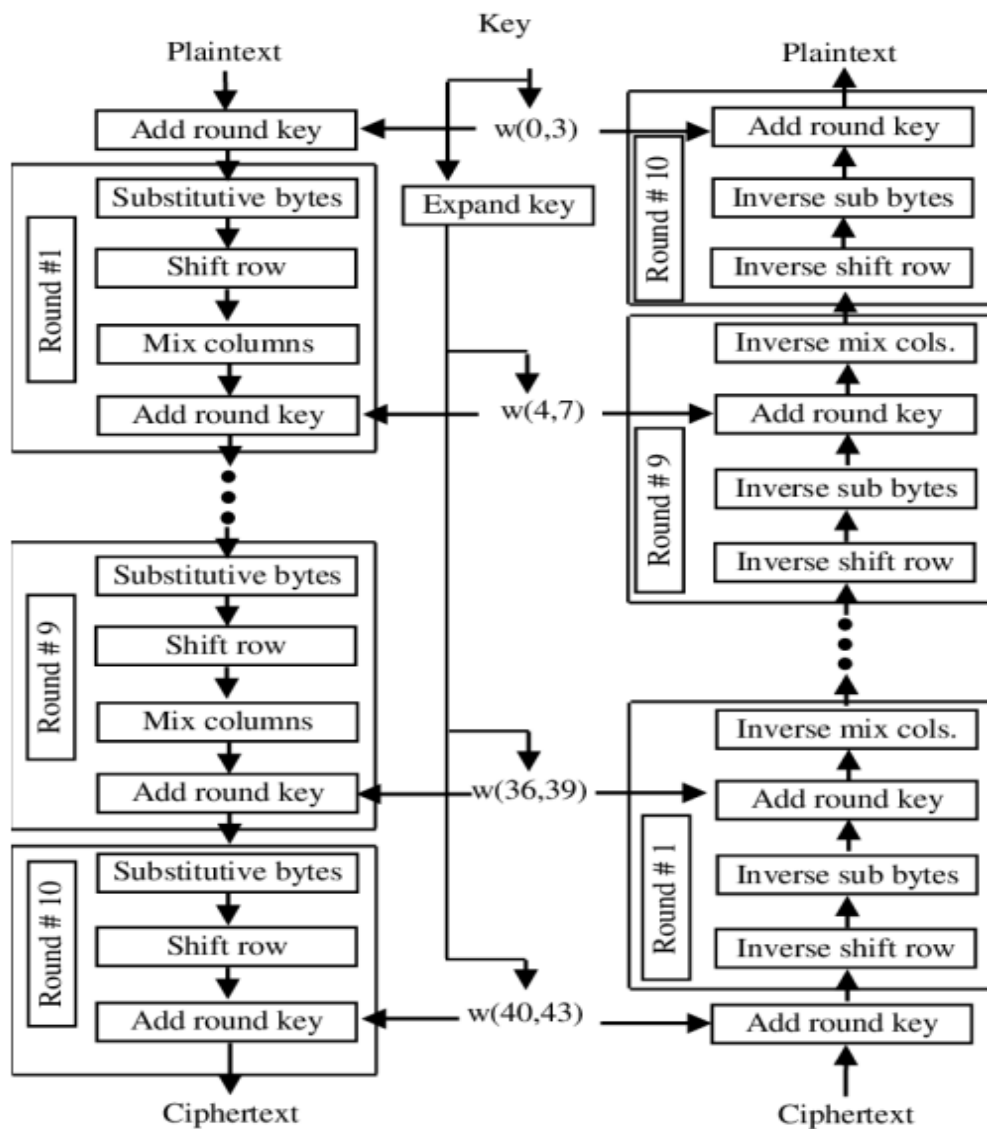 Key
Plaintext
Add round key
Round #1
Substitutive bytes
Shift row
Mix columns
Add round key
Round # 9
Substitutive bytes
Shift row
Mix columns
Add round key
Round # 10
Substitutive bytes
Shift row
Add round key
Ciphertext
w(0,3)
Expand key
w(4,7)
w(36,39)
w(40,43)
Plaintext
Round # 10
Add round key
Inverse sub bytes
Inverse shift row
Round # 9
Inverse mix cols.
Add round key
Inverse sub bytes
Inverse shift row
Round # 1
Inverse mix cols.
Add round key
Inverse sub bytes
Inverse shift row
Add round key
Ciphertext